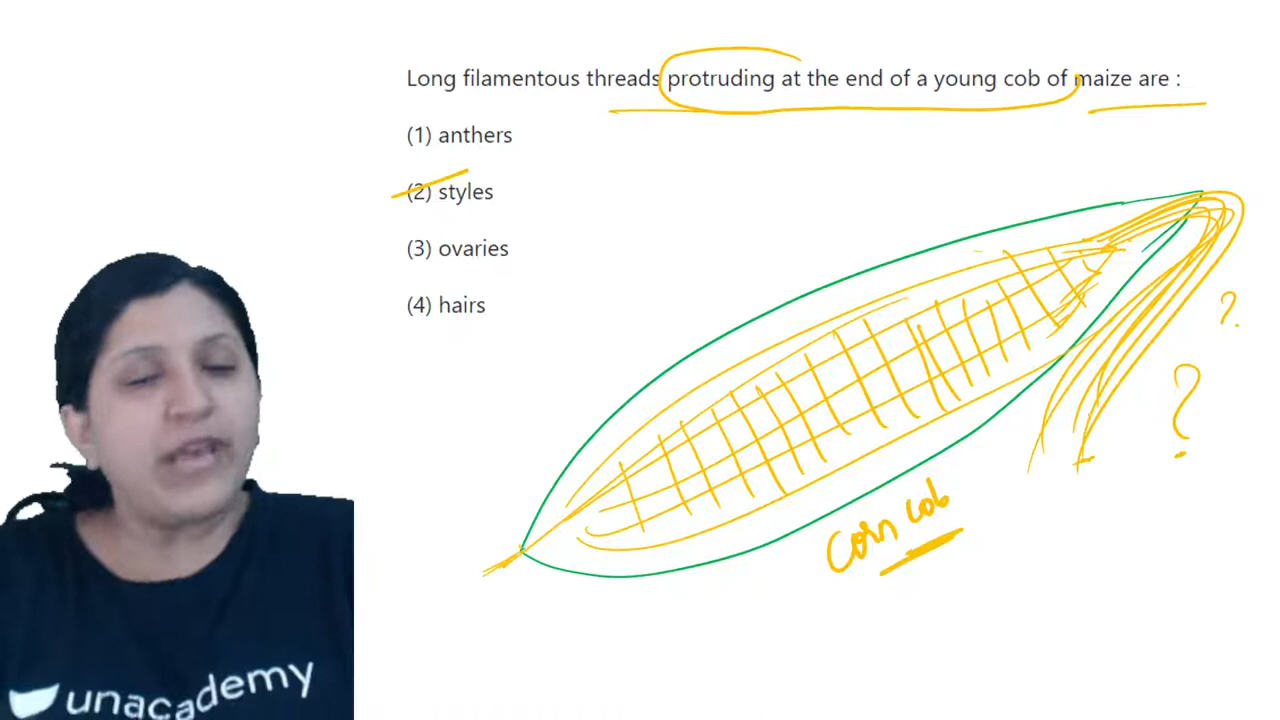 Long filamentous threads protruding at the end of a young cob of maize are :
(1) anthers
(2) styles
(3) ovaries
(4) hairs
?
?
Corn cob
unacademy